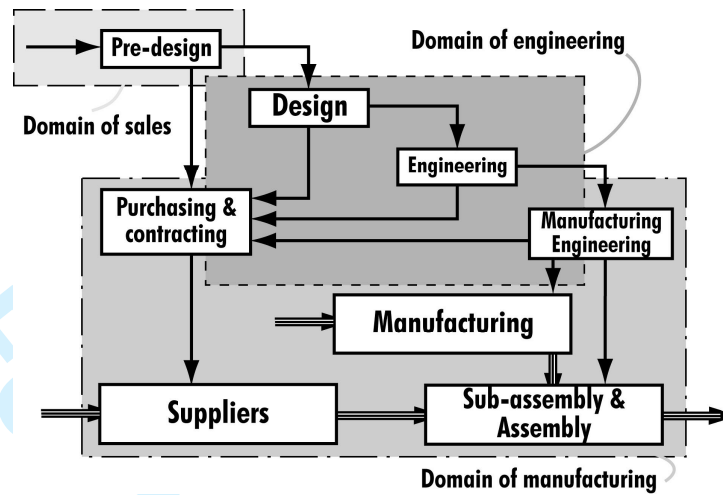 Pre-design
Domain of engineering
Domain of sales
Design
Engineering
Purchasing &
contracting
Manufacturing
Engineering
Manufacturing
Suppliers
Sub-assembly &
Assembly
Domain of manufacturing